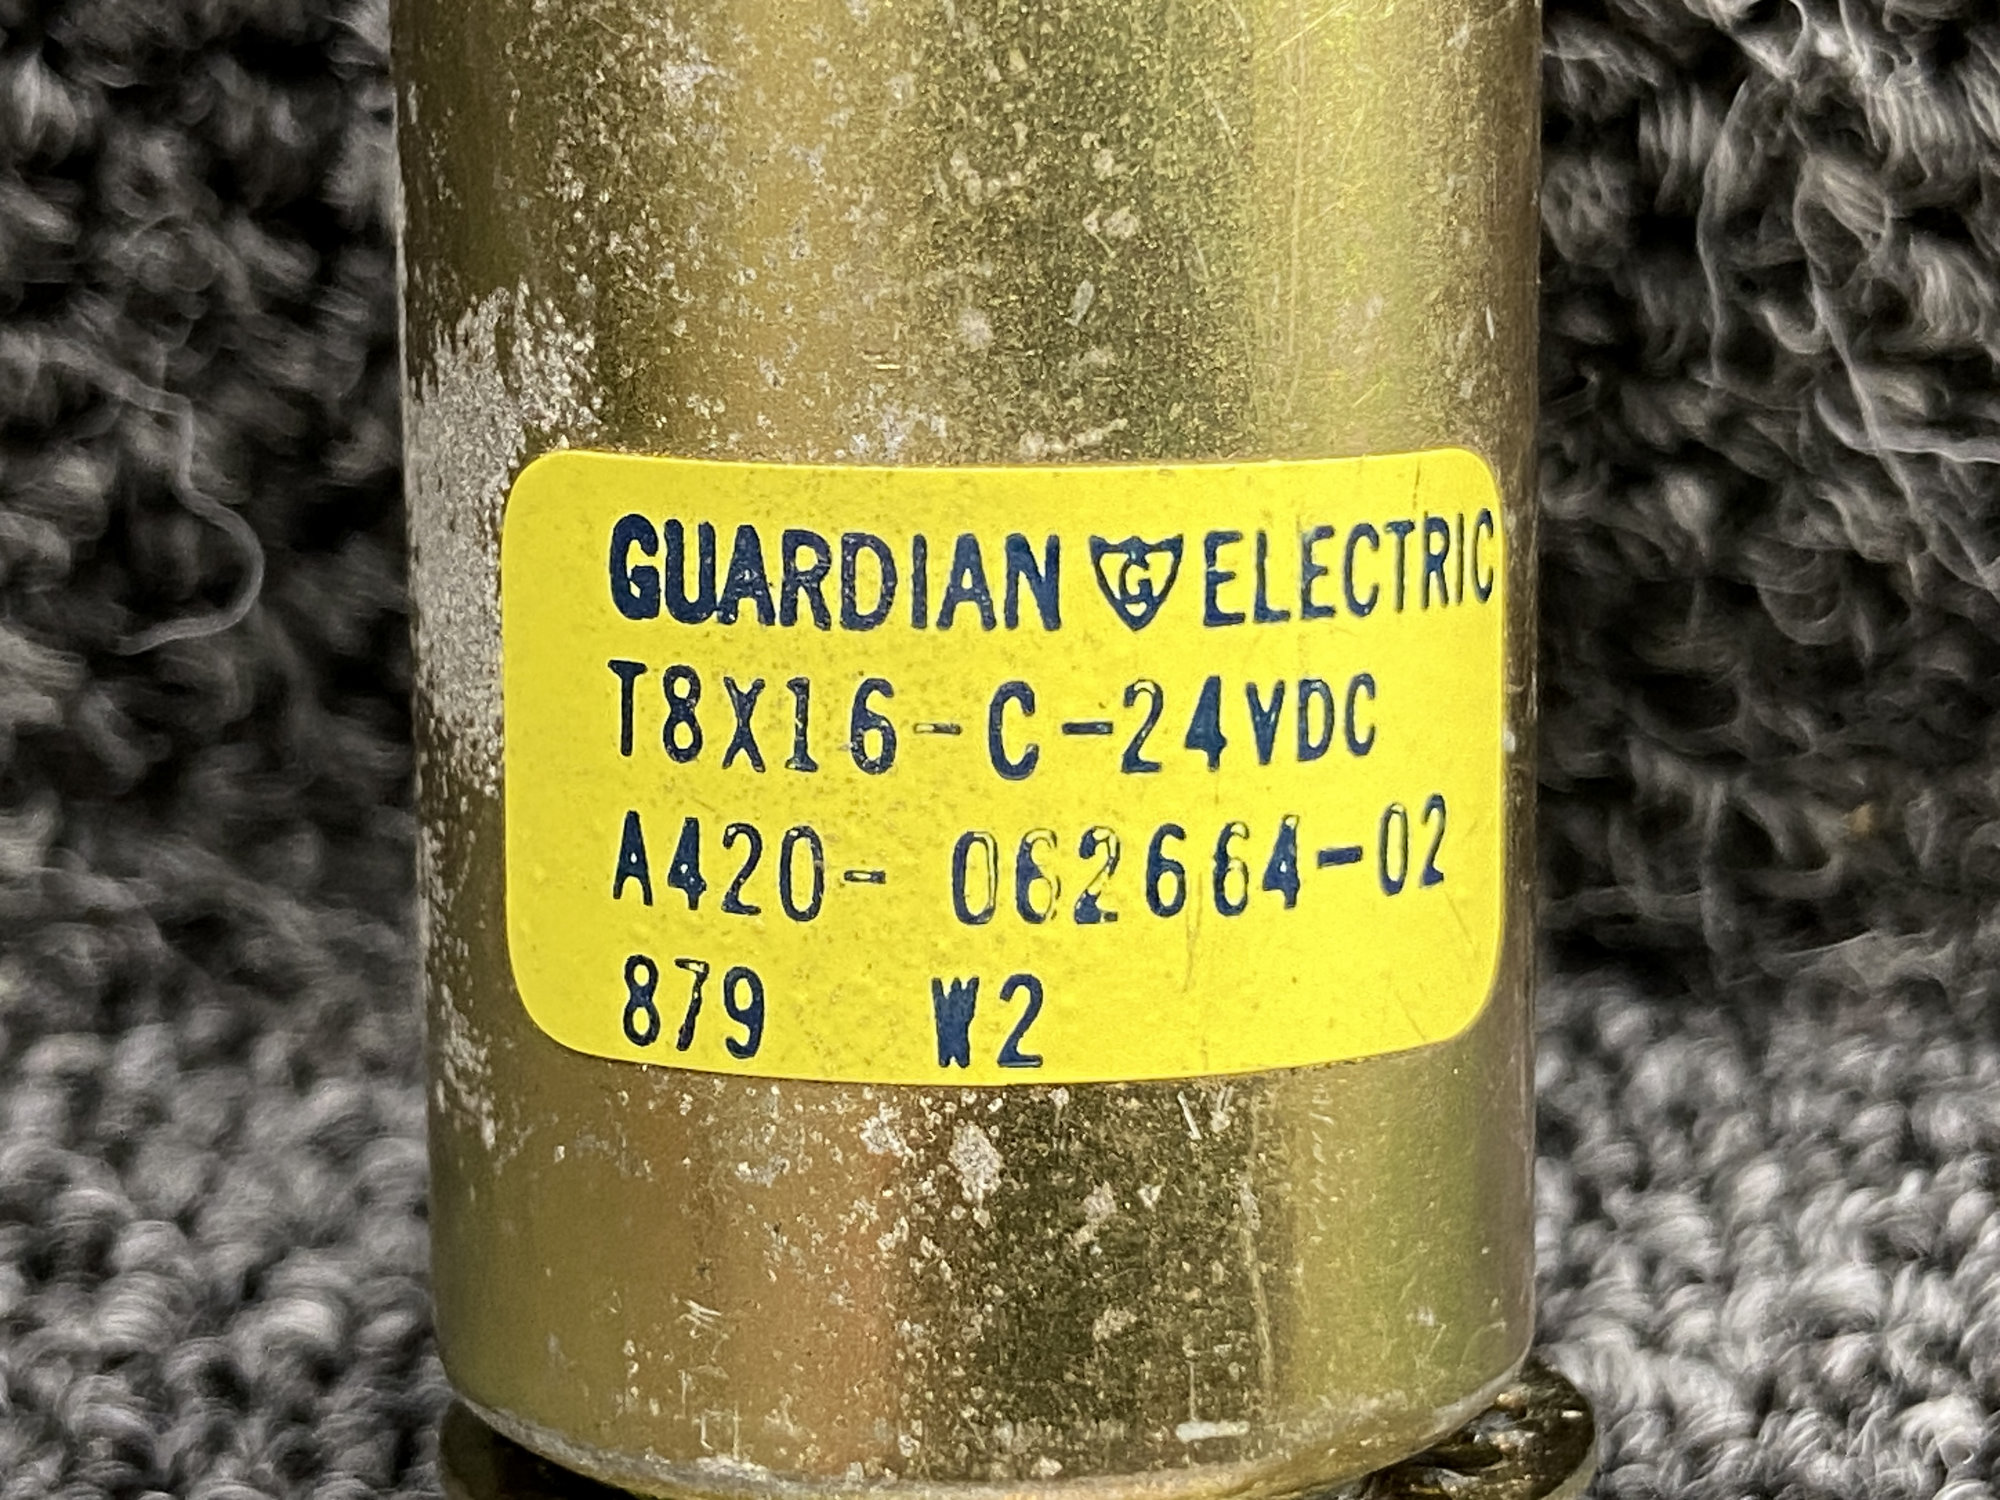 GUARDIAN G ELECTRIC
T8X16-C-24VDC
A420-062664-02
879 W2